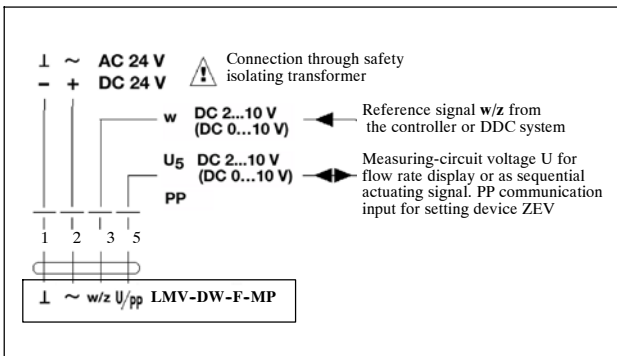 ⊥ ~ AC 24 V
− + DC 24 V
Connection through safety
isolating transformer
w DC 2...10 V
(DC 0...10 V)
Reference signal w/z from
the controller or DDC system
U5 DC 2...10 V
(DC 0...10 V)
PP
Measuring-circuit voltage U for
flow rate display or as sequential
actuating signal. PP communication
input for setting device ZEV
1 2 3 5
⊥ ~ w/z U/pp LMV-DW-F-MP